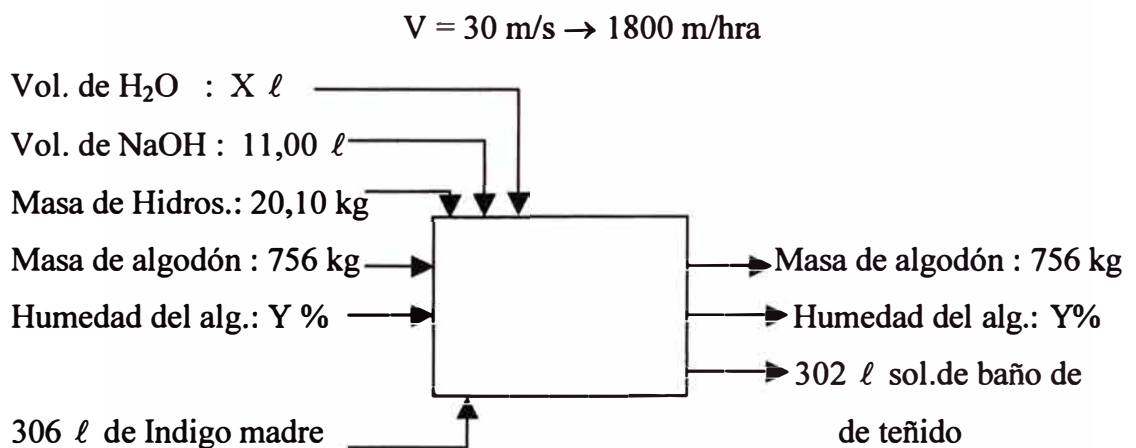 V = 30 m/s → 1800 m/hra
Vol. de H₂O : X ℓ
Vol. de NaOH : 11,00 ℓ
Masa de Hidros.: 20,10 kg
Masa de algodón : 756 kg
Masa de algodón : 756 kg
Humedad del alg.: Y %
Humedad del alg.: Y%
302 ℓ sol.de baño de
306 ℓ de Indigo madre
de teñido